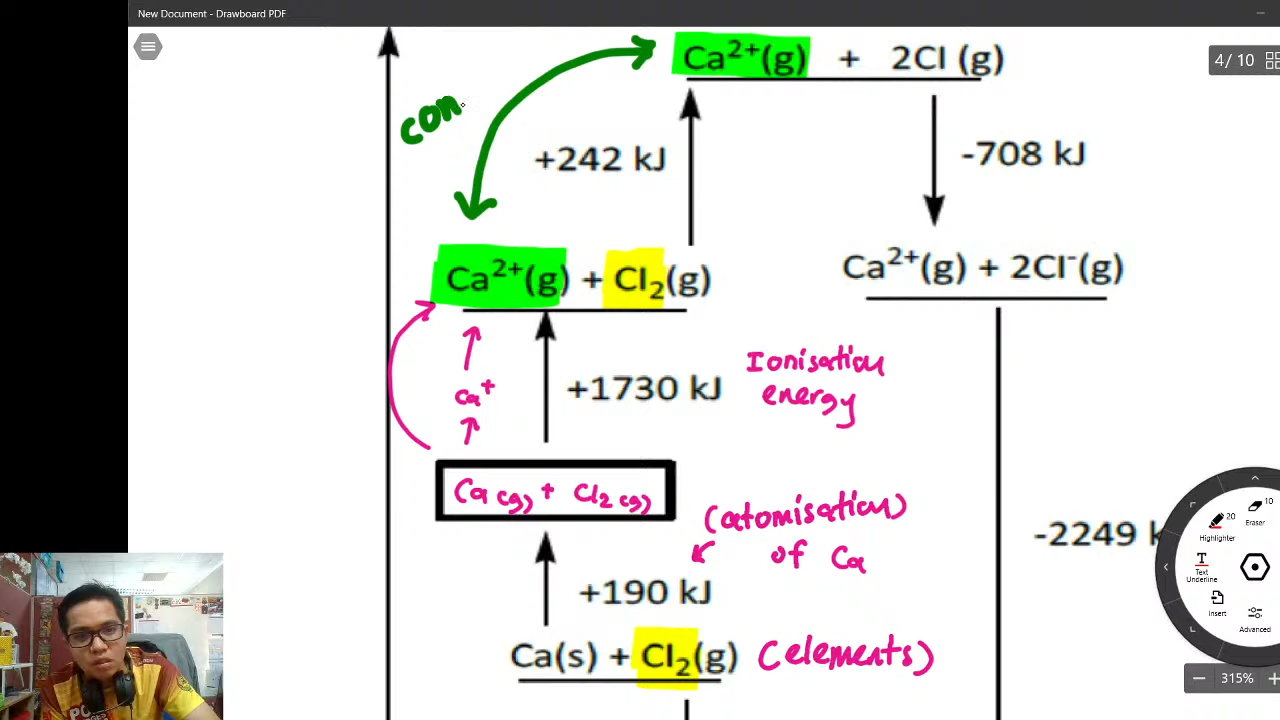 New Document - Drawboard PDF
4 / 10
Ca²⁺(g) + 2Cl (g)
con
+242 kJ
-708 kJ
Ca²⁺(g) + Cl₂(g)
Ca²⁺(g) + 2Cl⁻(g)
Ca⁺
+1730 kJ
Ionisation
energy
Ca(g) + Cl₂(g)
(atomisation)
of Ca
-2249 k
+190 kJ
Ca(s) + Cl₂(g)
(elements)
20
Highlighter
10
Eraser
Text
Underline
Insert
Advanced
315%